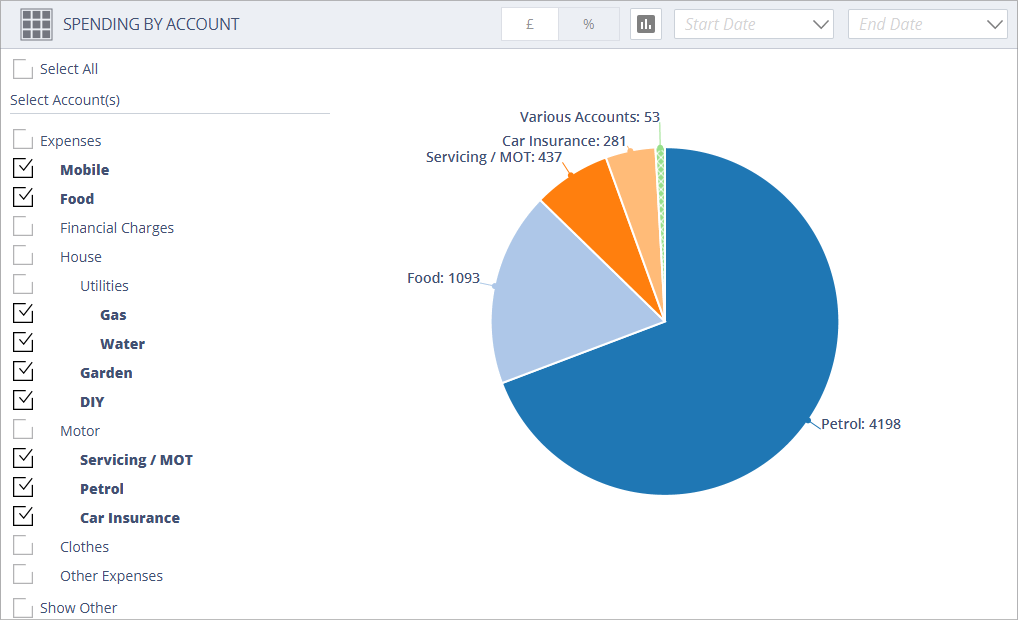 SPENDING BY ACCOUNT
£
%
Start Date
End Date
Select All
Select Account(s)
Expenses
Mobile
Food
Financial Charges
House
Utilities
Gas
Water
Garden
DIY
Motor
Servicing / MOT
Petrol
Car Insurance
Clothes
Other Expenses
Show Other
Various Accounts: 53
Car Insurance: 281
Servicing / MOT: 437
Food: 1093
Petrol: 4198